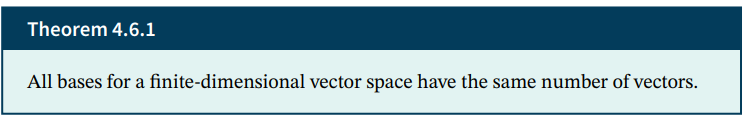 Theorem 4.6.1
All bases for a finite-dimensional vector space have the same number of vectors.